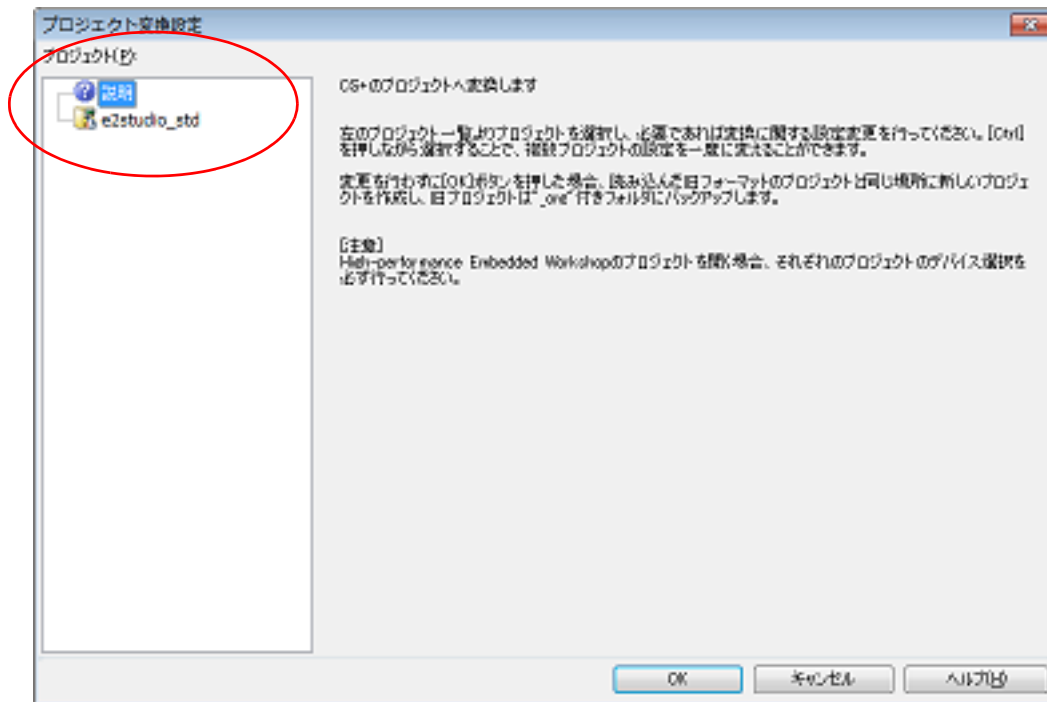 プロジェクト変換設定
プロジェクト(P):
説明
e2studio_std
CS+のプロジェクトへ変換します
左のプロジェクト一覧よりプロジェクトを選択し、必要であれば変換に関する設定変更を行ってください。[Ctrl]
を押しながら選択することで、複数プロジェクトの設定を一度に変えることができます。
変更を行わずに[OK]ボタンを押した場合、読み込んだ旧フォーマットのプロジェクトと同じ場所に新しいプロジェ
クトを作成し、旧プロジェクトは"_org"付きフォルダにバックアップします。
[注意]
High-performance Embedded Workshopのプロジェクトを開く場合、それぞれのプロジェクトのデバイス選択を
必ず行ってください。
OK
キャンセル
ヘルプ(H)